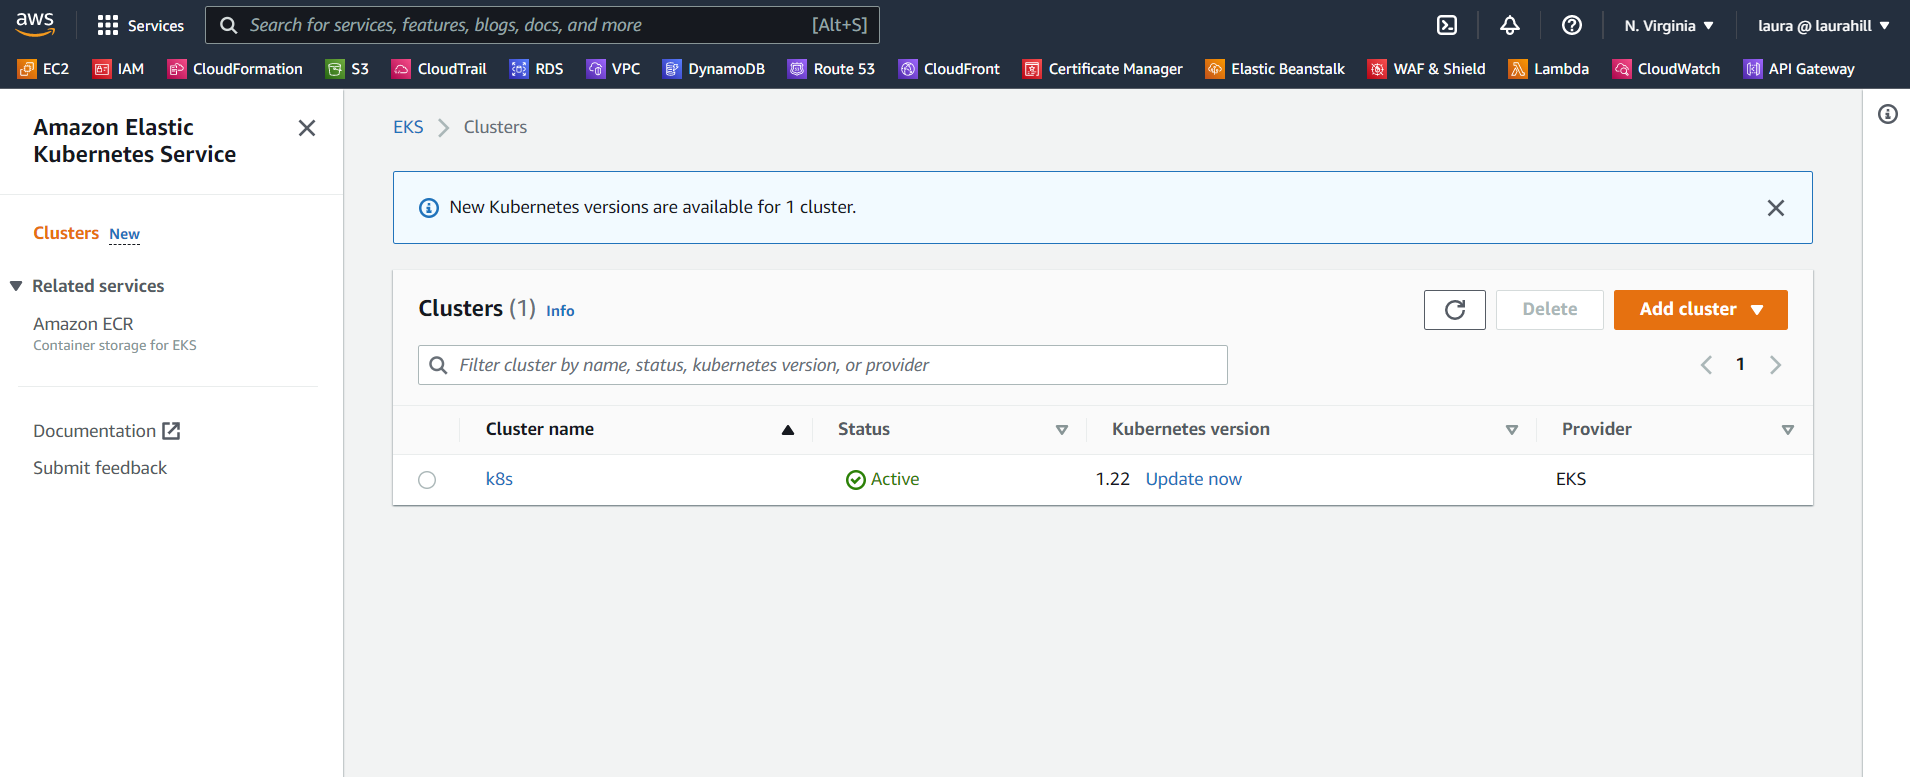 aws Services Search for services, features, blogs, docs, and more [Alt+S] N. Virginia laura @ laurahill
EC2 IAM CloudFormation S3 CloudTrail RDS VPC DynamoDB Route 53 CloudFront Certificate Manager Elastic Beanstalk WAF & Shield Lambda CloudWatch API Gateway
Amazon Elastic
Kubernetes Service
Clusters New
Related services
Amazon ECR
Container storage for EKS
Documentation
Submit feedback
EKS Clusters
New Kubernetes versions are available for 1 cluster.
Clusters (1) Info Delete Add cluster
Filter cluster by name, status, kubernetes version, or provider 1
Cluster name Status Kubernetes version Provider
k8s Active 1.22 Update now EKS